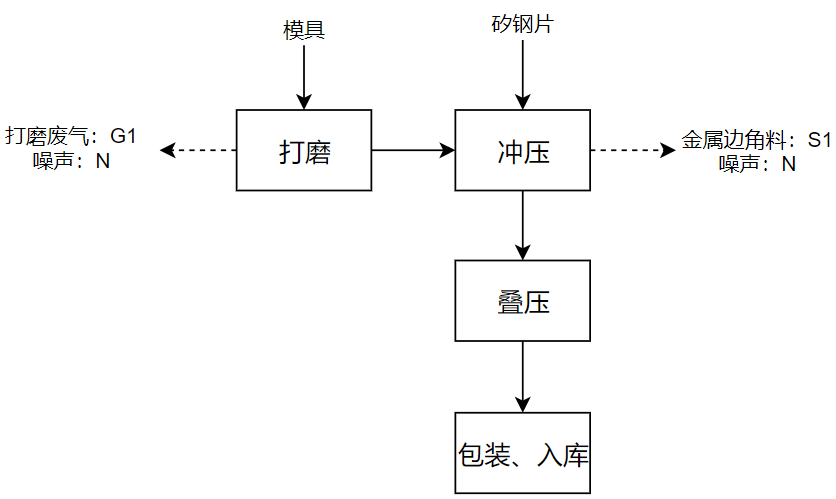 模具
矽钢片
打磨废气：G1
噪声：N
打磨
冲压
金属边角料：S1
噪声：N
叠压
包装、入库